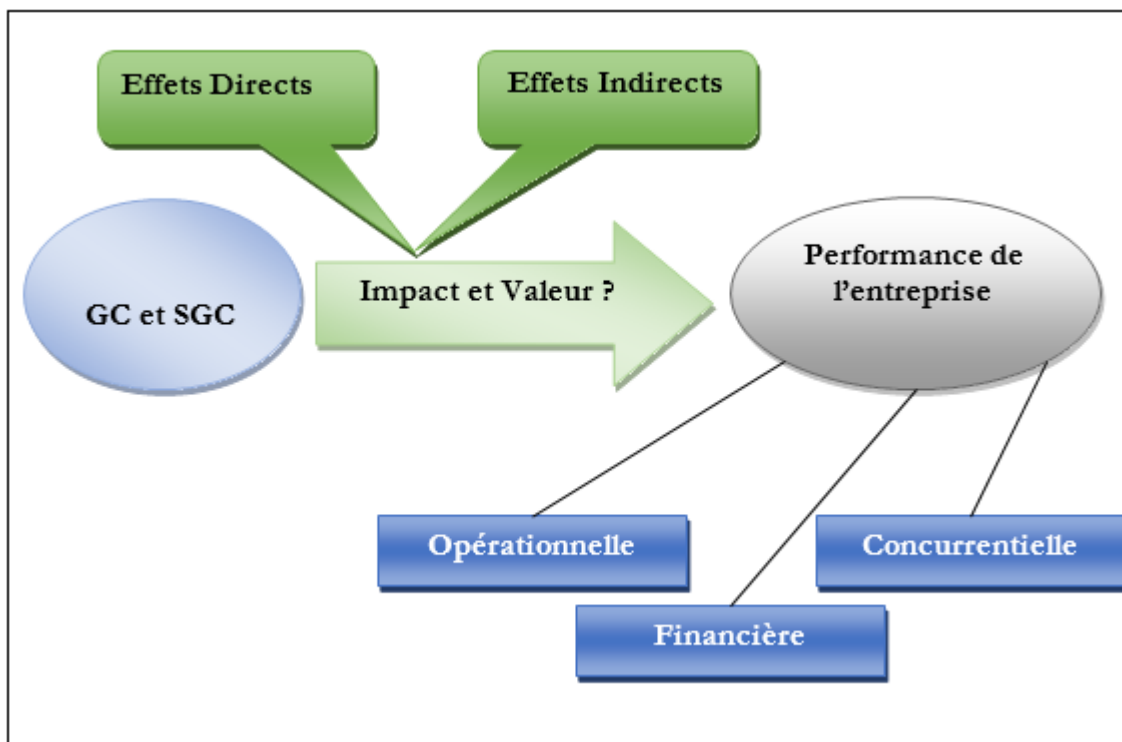 Effets Directs
Effets Indirects
GC et SGC
Impact et Valeur ?
Performance de
l’entreprise
Opérationnelle
Concurrentielle
Financière